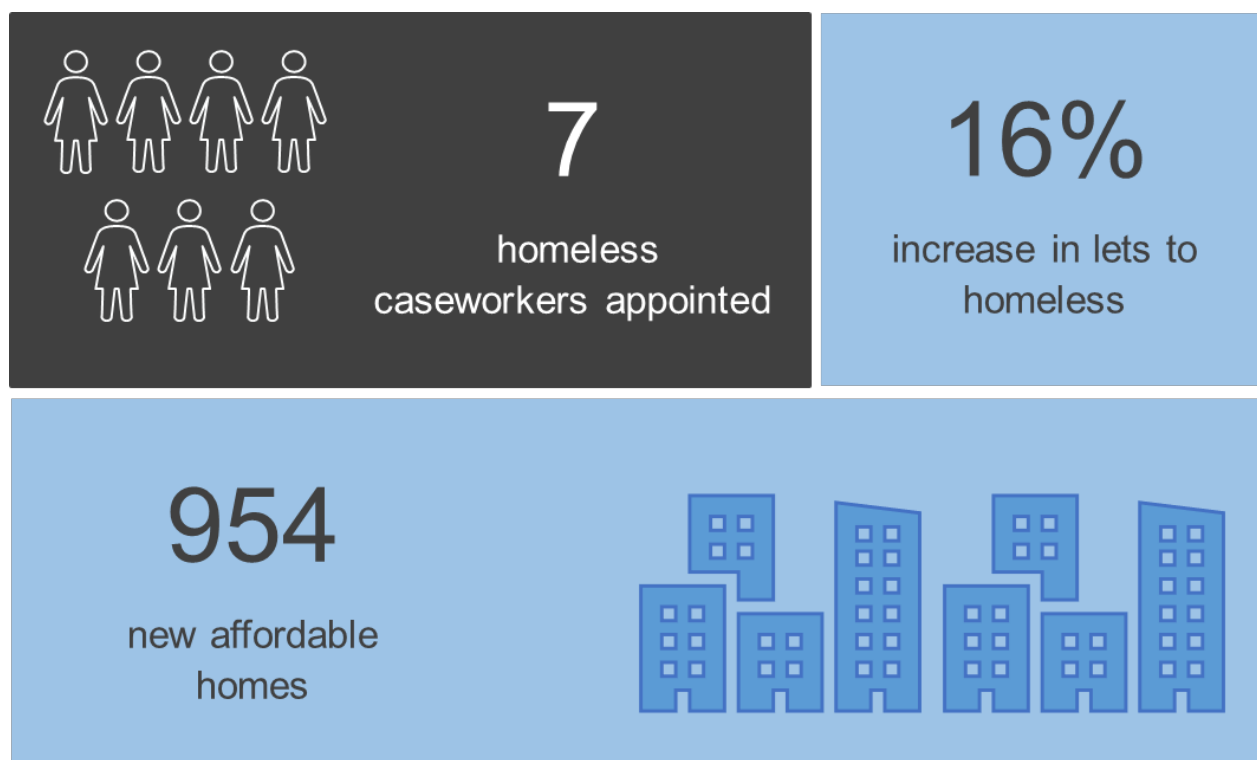 7
homeless
caseworkers appointed
16%
increase in lets to
homeless
954
new affordable
homes